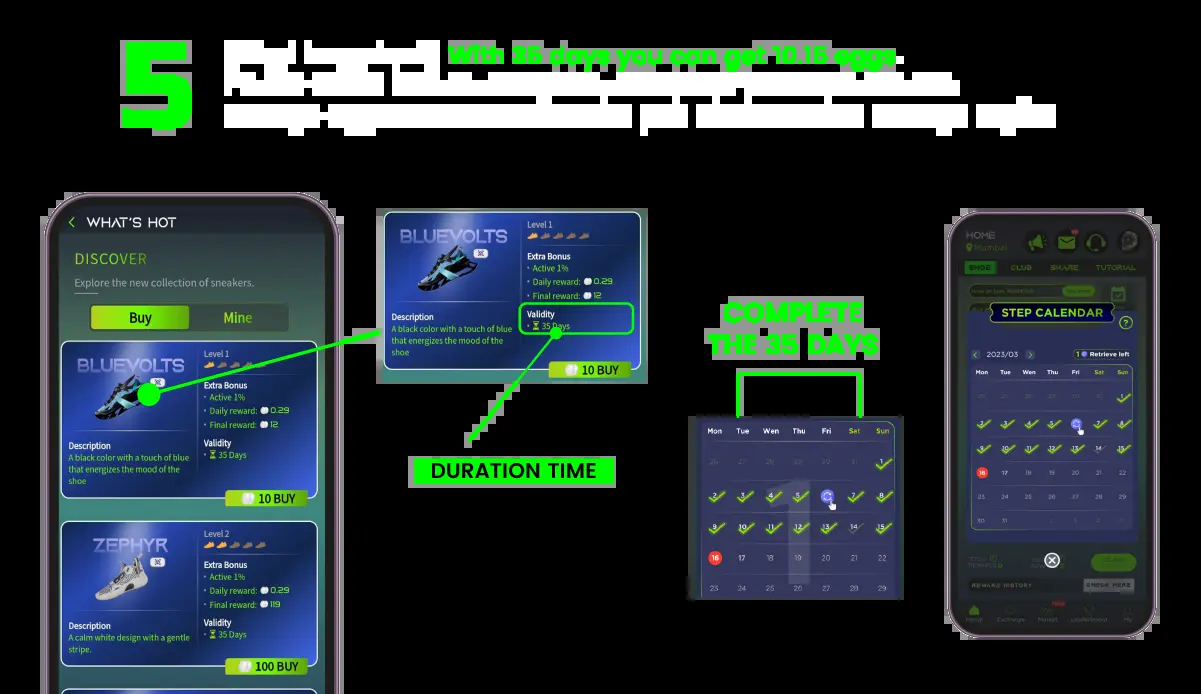 5
With 35 days you can get 10.15 eggs
WHAT'S HOT
DISCOVER
Explore the new collection of sneakers.
Buy
Mine
BLUEVOLTS
Level 1
Extra Bonus
• Active 1%
• Daily reward: 0.29
• Final reward: 12
Validity
• 35 Days
Description
A black color with a touch of blue
that energizes the mood of the
shoe
10 BUY
ZEPHYR
Level 2
Extra Bonus
• Active 1%
• Daily reward: 0.29
• Final reward: 119
Validity
• 35 Days
Description
A calm white design with a gentle
stripe.
100 BUY
BLUEVOLTS
Level 1
Extra Bonus
• Active 1%
• Daily reward: 0.29
• Final reward: 12
Validity
• 35 Days
Description
A black color with a touch of blue
that energizes the mood of the
shoe
10 BUY
DURATION TIME
COMPLETE
THE 35 DAYS
Mon Tue Wen Thu Fri Sat Sun
26 27 28 29 30 31 1
2 3 4 5 7 8
9 10 11 12 13 14 15
16 17 18 19 20 21 22
23 24 25 26 27 28 29
1
HOME
Mumbai
SHOE CLUB SHARE TUTORIAL
STEP CALENDAR
?
2023/03
1 Retrieve left
Mon Tue Wen Thu Fri Sat Sun
1
2 3 4 5 7 8
9 10 11 12 13 14 15
16 17 18 19 20 21 22
23 24 25 26 27 28 29
30 31
REWARD HISTORY
CHECK HERE
Home Exchange Market Leaderboard My